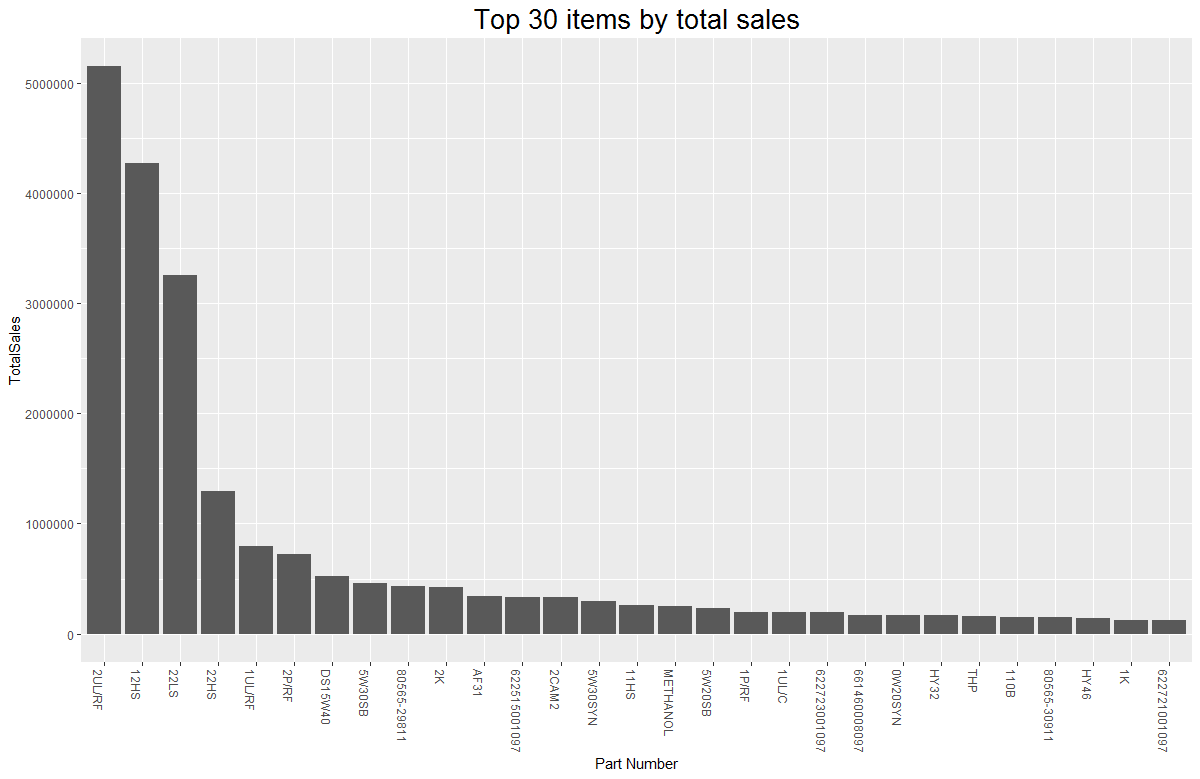 Top 30 items by total sales
TotalSales
5000000
4000000
3000000
2000000
1000000
0
2UL/RF
12HS
22LS
22HS
1UL/RF
2P/RF
DS15W40
5W30SB
80565-29811
2K
AF31
622515001097
2CAM2
5W30SYN
11HS
METHANOL
5W20SB
1P/RF
1UL/C
622723001097
661460008097
0W20SYN
HY32
THP
110B
80565-30911
HY46
1K
622721001097
Part Number